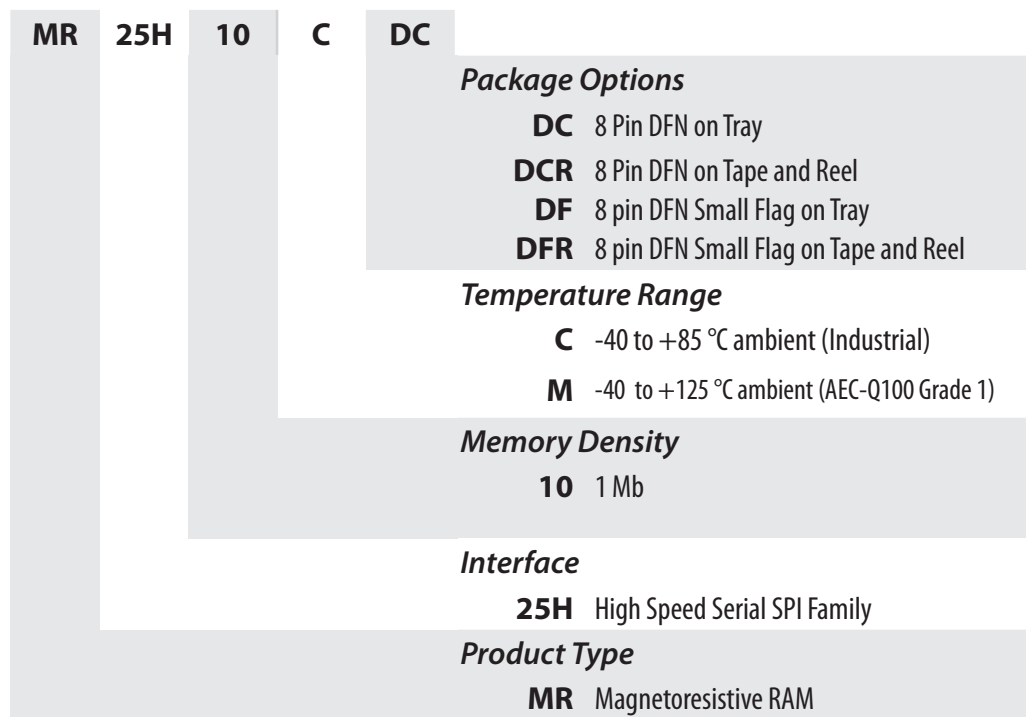 MR 25H 10 C DC
Package Options
DC 8 Pin DFN on Tray
DCR 8 Pin DFN on Tape and Reel
DF 8 pin DFN Small Flag on Tray
DFR 8 pin DFN Small Flag on Tape and Reel
Temperature Range
C -40 to +85 °C ambient (Industrial)
M -40 to +125 °C ambient (AEC-Q100 Grade 1)
Memory Density
10 1 Mb
Interface
25H High Speed Serial SPI Family
Product Type
MR Magnetoresistive RAM